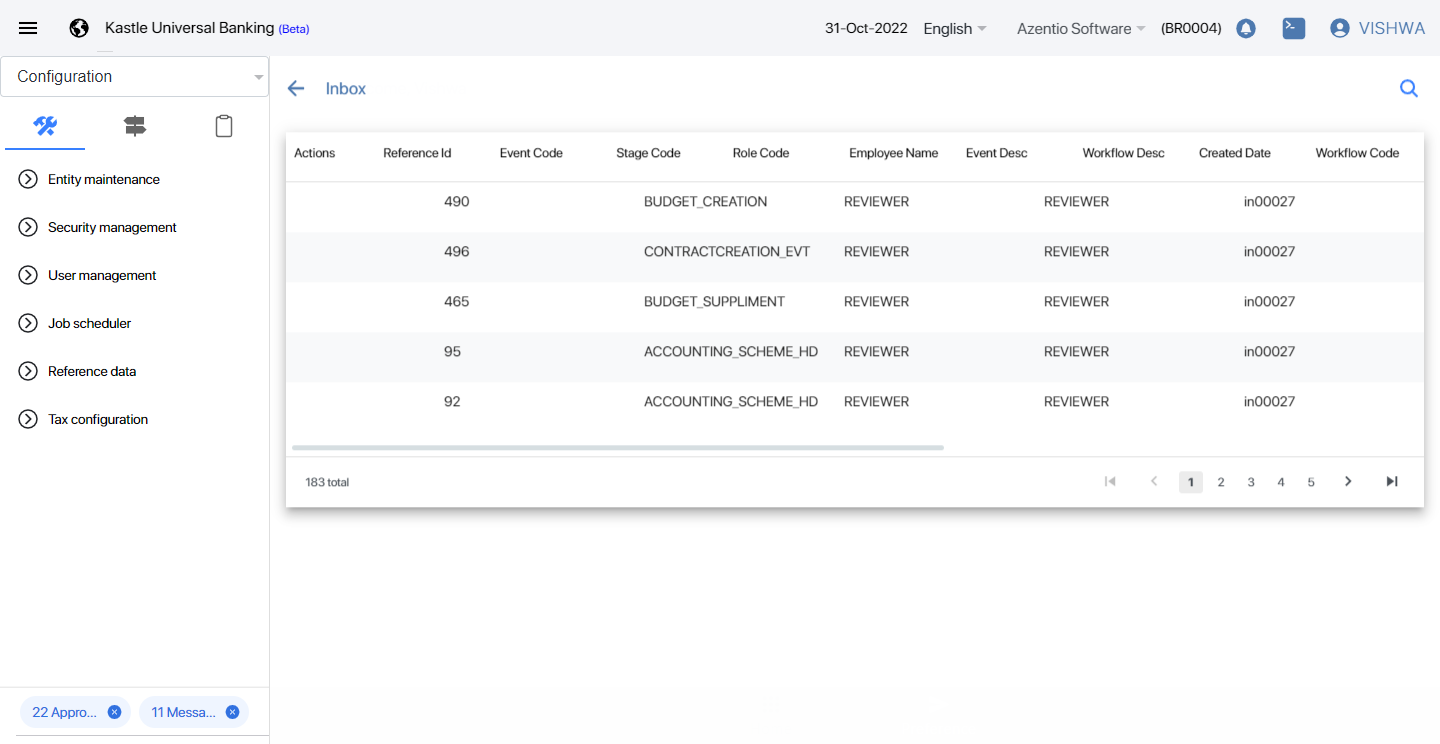 Kastle Universal Banking (Beta)
31-Oct-2022 English Azentio Software (BR0004) VISHWA
Configuration
Entity maintenance
Security management
User management
Job scheduler
Reference data
Tax configuration
22 Appro... 11 Messa...
Inbox
Actions Reference Id Event Code Stage Code Role Code Employee Name Event Desc Workflow Desc Created Date Workflow Code
490 BUDGET_CREATION REVIEWER REVIEWER in00027
496 CONTRACTCREATION_EVT REVIEWER REVIEWER in00027
465 BUDGET_SUPPLIMENT REVIEWER REVIEWER in00027
95 ACCOUNTING_SCHEME_HD REVIEWER REVIEWER in00027
92 ACCOUNTING_SCHEME_HD REVIEWER REVIEWER in00027
183 total 1 2 3 4 5